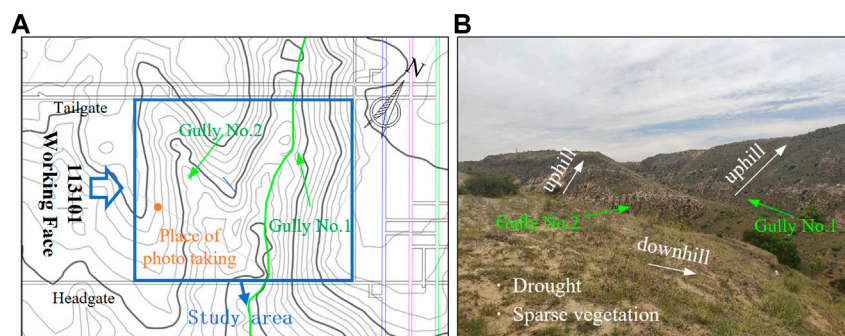 A
N
Tailgate
Gully No.2
113101
Working Face
Gully No.1
Place of
photo taking
Headgate
Study area
B
uphill
uphill
Gully No.2
Gully No.1
downhill
· Drought
· Sparse vegetation